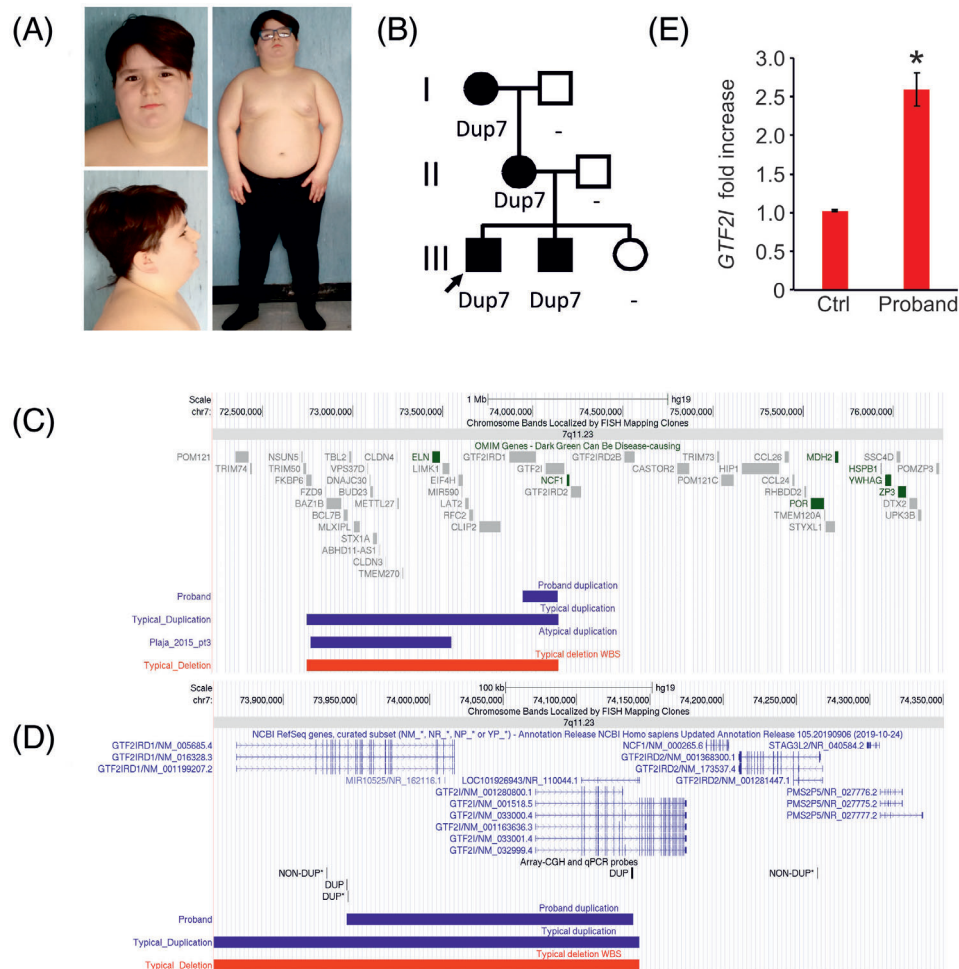 (A)
(B)
I
Dup7
-
II
Dup7
-
III
Dup7
Dup7
-
(E)
GTF2I fold increase
3.0
2.5
2.0
1.5
1.0
0.5
0
*
Ctrl
Proband
(C)
Scale
1 Mb
hg19
chr7:
72,500,000
73,000,000
73,500,000
74,000,000
74,500,000
75,000,000
75,500,000
76,000,000
Chromosome Bands Localized by FISH Mapping Clones
7q11.23
OMIM Genes - Dark Green Can Be Disease-causing
POM121 NSUN5 TBL2 CLDN4 ELN GTF2IRD1 GTF2IRD2B TRIM73 CCL26 MDH2 SSC4D
TRIM74 TRIM50 VPS37D LIMK1 GTF2I CASTOR2 HIP1 HSPB1 POMZP3
FKBP6 DNAJC30 EIF4H NCF1 POM121C CCL24 YWHAG
FZD9 BUD23 MIR590 GTF2IRD2 RHBDD2 ZP3
BAZ1B METTL27 LAT2 POR DTX2
BCL7B RFC2 TMEM120A UPK3B
MLXIPL CLIP2 STYXL1
STX1A
ABHD11-AS1
CLDN3
TMEM270
Proband duplication
Proband
Typical duplication
Typical_Duplication
Atypical duplication
Plaja_2015_pt3
Typical deletion WBS
Typical_Deletion
(D)
Scale
100 kb
hg19
chr7:
73,900,000
73,950,000
74,000,000
74,050,000
74,100,000
74,150,000
74,200,000
74,250,000
74,300,000
74,350,000
Chromosome Bands Localized by FISH Mapping Clones
7q11.23
NCBI RefSeq genes, curated subset (NM_*, NR_*, NP_* or YP_*) - Annotation Release NCBI Homo sapiens Updated Annotation Release 105.20190906 (2019-10-24)
GTF2IRD1/NM_005685.4 NCF1/NM_000265.6 STAG3L2/NR_040584.2
GTF2IRD1/NM_016328.3 GTF2IRD2/NM_001368300.1
GTF2IRD1/NM_001199207.2 GTF2IRD2/NM_173537.4
MIR10525/NR_162116.1 LOC101926943/NR_110044.1 GTF2IRD2/NM_001281447.1
GTF2I/NM_001280800.1 PMS2P5/NR_027776.2
GTF2I/NM_001518.5 PMS2P5/NR_027775.2
GTF2I/NM_033000.4 PMS2P5/NR_027777.2
GTF2I/NM_001163636.3
GTF2I/NM_033001.4
GTF2I/NM_032999.4
Array-CGH and qPCR probes
NON-DUP* DUP NON-DUP*
DUP
DUP*
Proband duplication
Proband
Typical duplication
Typical_Duplication
Typical deletion WBS
Typical_Deletion